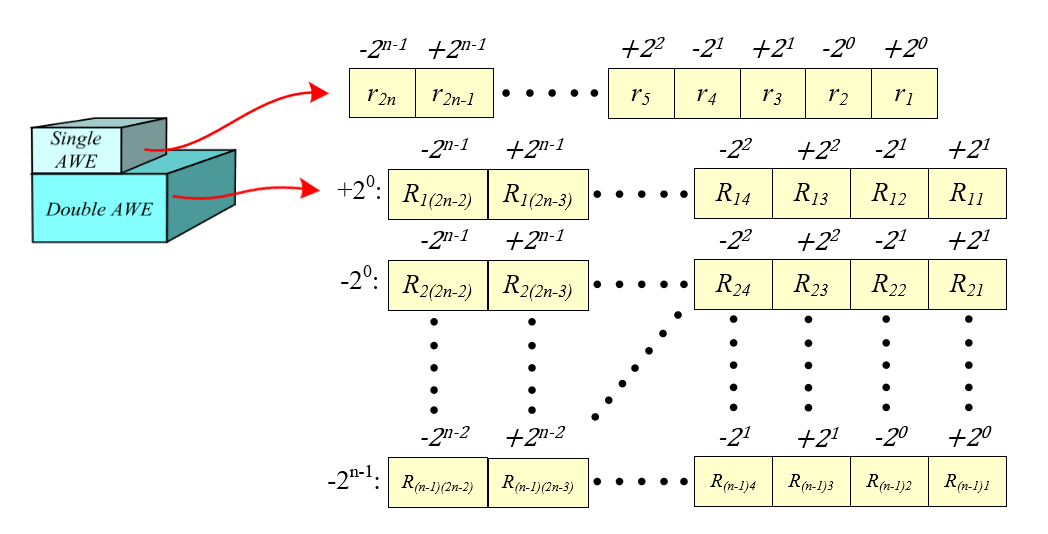 -2ⁿ⁻¹ +2ⁿ⁻¹ +2² -2¹ +2¹ -2⁰ +2⁰
r₂ₙ r₂ₙ₋₁ ...... r₅ r₄ r₃ r₂ r₁
Single
AWE
Double AWE
-2ⁿ⁻¹ +2ⁿ⁻¹ -2² +2² -2¹ +2¹
+2⁰: R₁₍₂ₙ₋₂₎ R₁₍₂ₙ₋₃₎ ...... R₁₄ R₁₃ R₁₂ R₁₁
-2ⁿ⁻¹ +2ⁿ⁻¹ -2² +2² -2¹ +2¹
-2⁰: R₂₍₂ₙ₋₂₎ R₂₍₂ₙ₋₃₎ ...... R₂₄ R₂₃ R₂₂ R₂₁
-2ⁿ⁻² +2ⁿ⁻² -2¹ +2¹ -2⁰ +2⁰
-2ⁿ⁻¹: R₍ₙ₋₁₎₍₂ₙ₋₂₎ R₍ₙ₋₁₎₍₂ₙ₋₃₎ ...... R₍ₙ₋₁₎₄ R₍ₙ₋₁₎₃ R₍ₙ₋₁₎₂ R₍ₙ₋₁₎₁